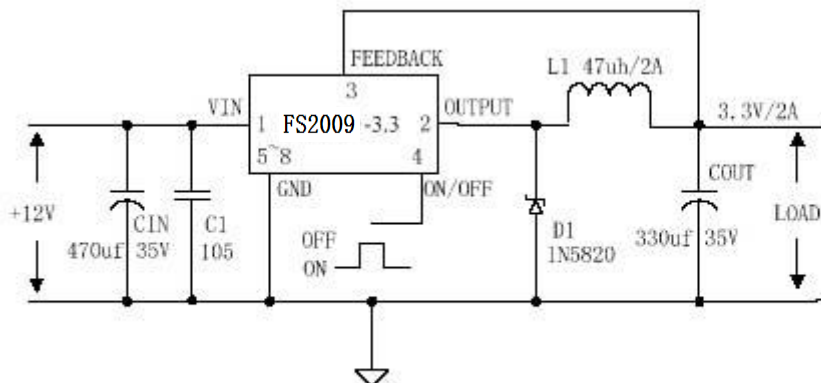 FEEDBACK
L1 47uh/2A
3
VIN
OUTPUT
3.3V/2A
1 FS2009 -3.3 2
5~8
4
GND
ON/OFF
COUT
+12V
CIN
C1
OFF
D1
LOAD
470uf 35V
105
ON
1N5820
330uf 35V